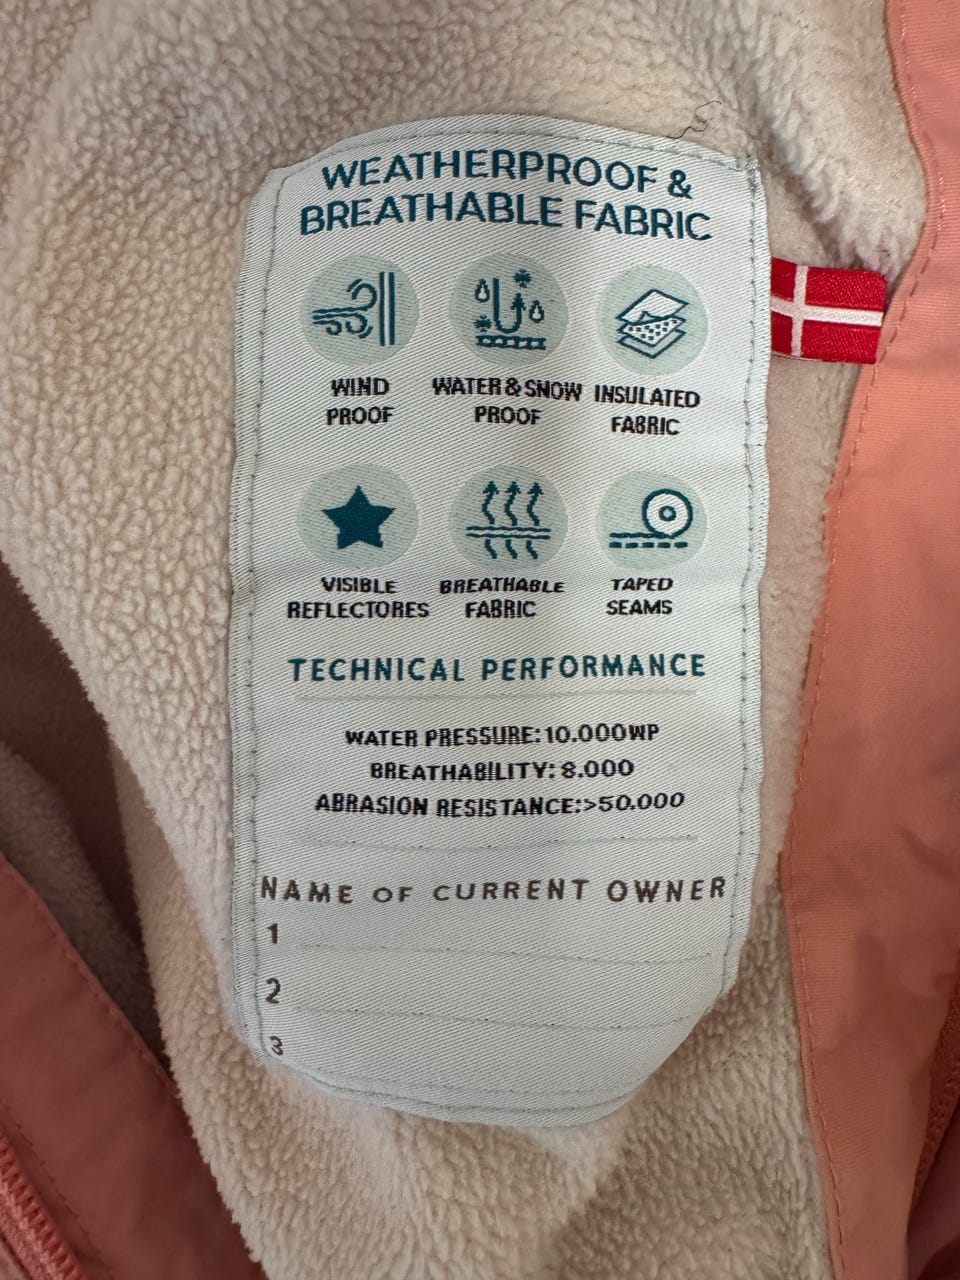 WEATHERPROOF &
BREATHABLE FABRIC
WIND
PROOF
WATER & SNOW
PROOF
INSULATED
FABRIC
VISIBLE
REFLECTORES
BREATHABLE
FABRIC
TAPED
SEAMS
TECHNICAL PERFORMANCE
WATER PRESSURE:10.000WP
BREATHABILITY: 8.000
ABRASION RESISTANCE:>50.000
NAME OF CURRENT OWNER
1
2
3